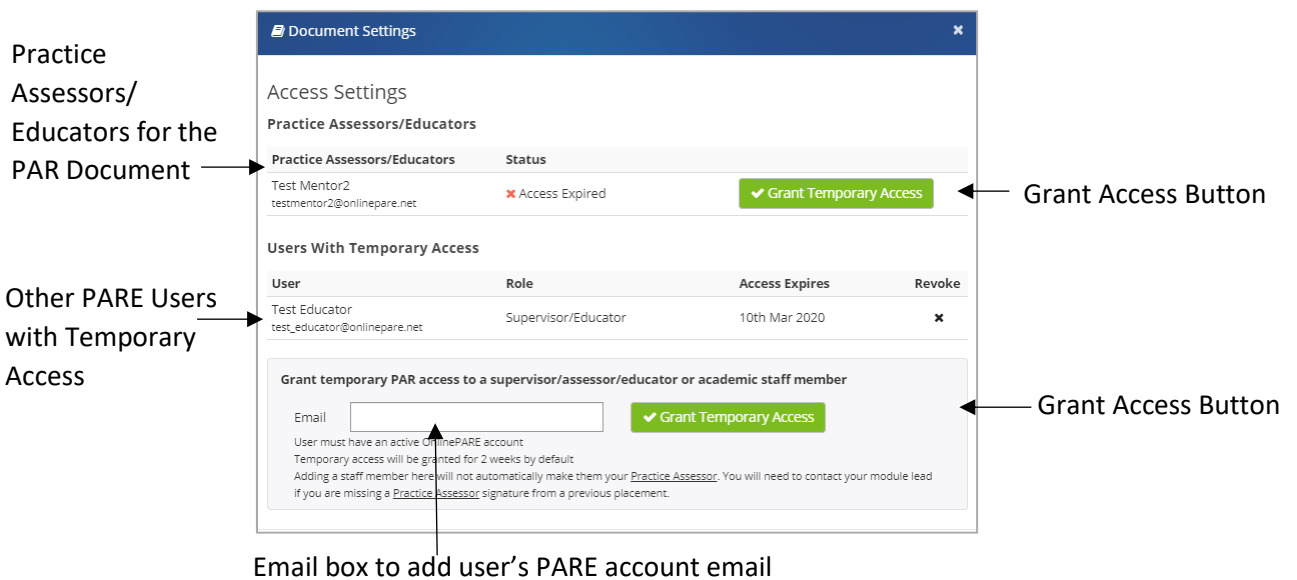 Document Settings
Practice
Assessors/
Educators for the
PAR Document
Access Settings
Practice Assessors/Educators
Practice Assessors/Educators Status
Test Mentor2
testmentor2@onlinepare.net
Access Expired
Grant Temporary Access
Grant Access Button
Users With Temporary Access
User Role Access Expires Revoke
Other PARE Users
with Temporary
Access
Test Educator
test_educator@onlinepare.net
Supervisor/Educator
10th Mar 2020
Grant temporary PAR access to a supervisor/assessor/educator or academic staff member
Email
Grant Temporary Access
Grant Access Button
User must have an active OnlinePARE account
Temporary access will be granted for 2 weeks by default
Adding a staff member here will not automatically make them your Practice Assessor. You will need to contact your module lead
if you are missing a Practice Assessor signature from a previous placement.
Email box to add user’s PARE account email